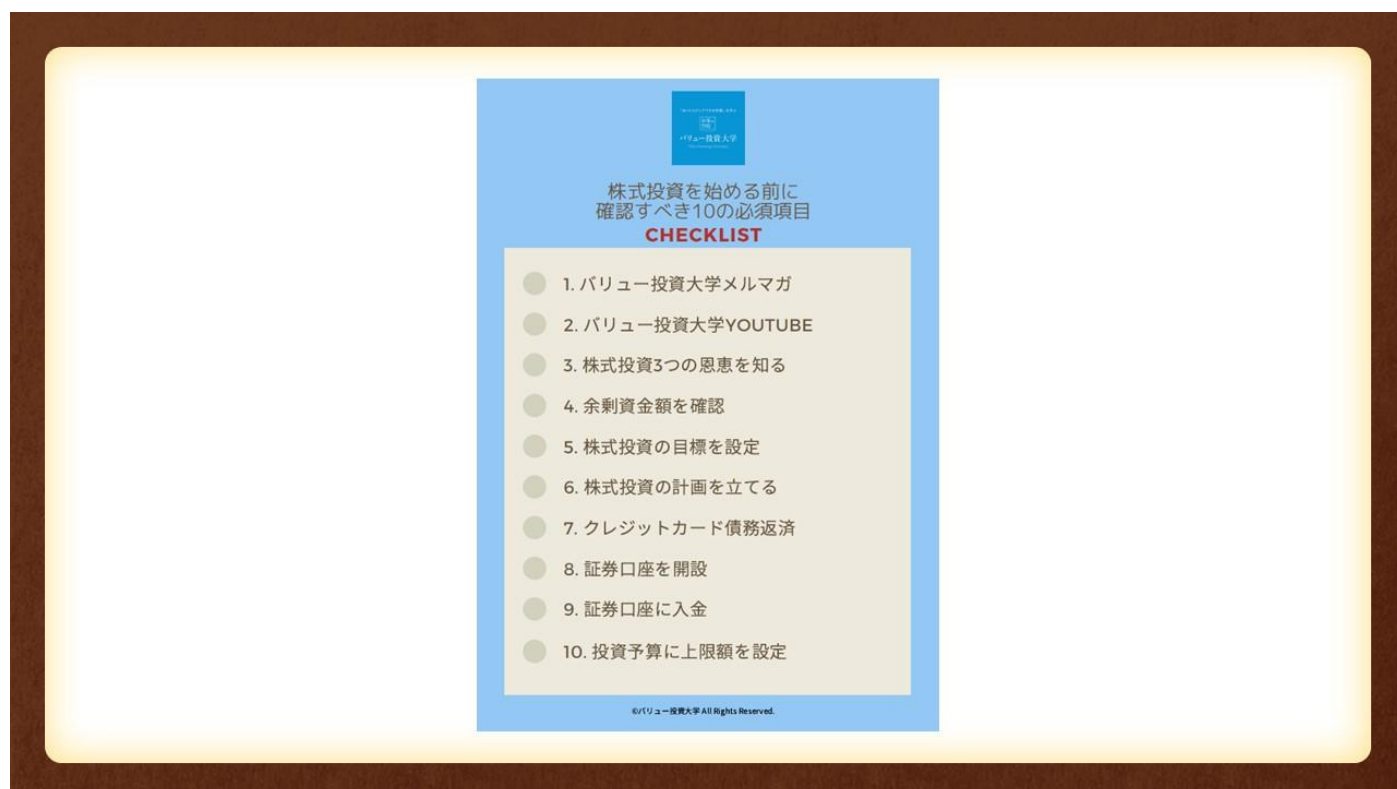 バリュー投資大学
株式投資を始める前に
確認すべき10の必須項目
CHECKLIST
1. バリュー投資大学メルマガ
2. バリュー投資大学YOUTUBE
3. 株式投資3つの恩恵を知る
4. 余剰資金額を確認
5. 株式投資の目標を設定
6. 株式投資の計画を立てる
7. クレジットカード債務返済
8. 証券口座を開設
9. 証券口座に入金
10. 投資予算に上限額を設定
©バリュー投資大学 All Rights Reserved.